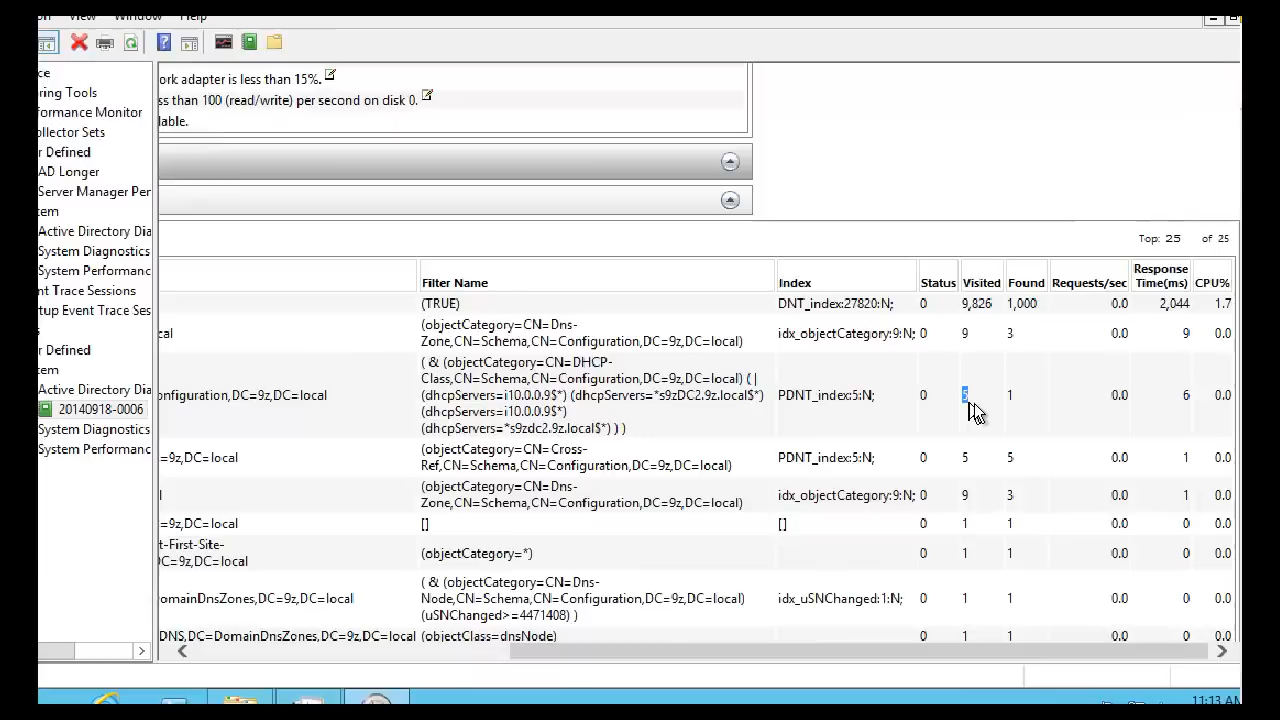 View Window Help
ce
ring Tools
formance Monitor
ollector Sets
r Defined
AD Longer
Server Manager Per
tem
Active Directory Dia
System Diagnostics
System Performanc
nt Trace Sessions
rtup Event Trace Ses
s
r Defined
tem
Active Directory Dia
20140918-0006
System Diagnostics
System Performanc
ork adapter is less than 15%.
ss than 100 (read/write) per second on disk 0.
lable.
Top: 25 of 25
Filter Name Index Status Visited Found Requests/sec Response Time(ms) CPU%
(TRUE) DNT_index:27820:N; 0 9,826 1,000 0.0 2,044 1.7
cal (objectCategory=CN=Dns-
Zone,CN=Schema,CN=Configuration,DC=9z,DC=local) idx_objectCategory:9:N; 0 9 3 0.0 9 0.0
( & (objectCategory=CN=DHCP-
Class,CN=Schema,CN=Configuration,DC=9z,DC=local) ( |
onfiguration,DC=9z,DC=local (dhcpServers=i10.0.0.9$*) (dhcpServers=*s9zDC2.9z.local$*) PDNT_index:5:N; 0 5 1 0.0 6 0.0
(dhcpServers=i10.0.0.9$*)
(dhcpServers=*s9zdc2.9z.local$*) ) )
=9z,DC=local (objectCategory=CN=Cross-
Ref,CN=Schema,CN=Configuration,DC=9z,DC=local) PDNT_index:5:N; 0 5 5 0.0 1 0.0
l (objectCategory=CN=Dns-
Zone,CN=Schema,CN=Configuration,DC=9z,DC=local) idx_objectCategory:9:N; 0 9 3 0.0 1 0.0
=9z,DC=local [] [] 0 1 1 0.0 0 0.0
t-First-Site-
,DC=9z,DC=local (objectCategory=*) 0 1 1 0.0 0 0.0
( & (objectCategory=CN=Dns-
omainDnsZones,DC=9z,DC=local Node,CN=Schema,CN=Configuration,DC=9z,DC=local) idx_uSNChanged:1:N; 0 1 1 0.0 0 0.0
(uSNChanged>=4471408) )
DNS,DC=DomainDnsZones,DC=9z,DC=local (objectClass=dnsNode) 0 1 1 0.0 0 0.0
11:13 AM